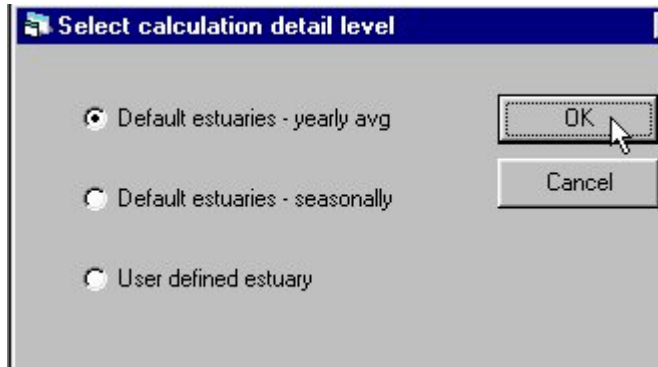 Select calculation detail level
Default estuaries - yearly avg
OK
Default estuaries - seasonally
Cancel
User defined estuary